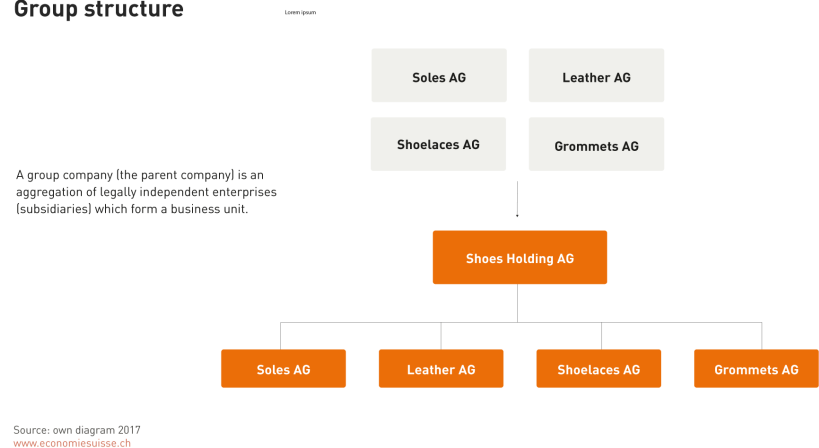 Group structure
Lorem ipsum
Soles AG
Leather AG
Shoelaces AG
Grommets AG
A group company (the parent company) is an
aggregation of legally independent enterprises
(subsidiaries) which form a business unit.
Shoes Holding AG
Soles AG
Leather AG
Shoelaces AG
Grommets AG
Source: own diagram 2017
www.economiesuisse.ch